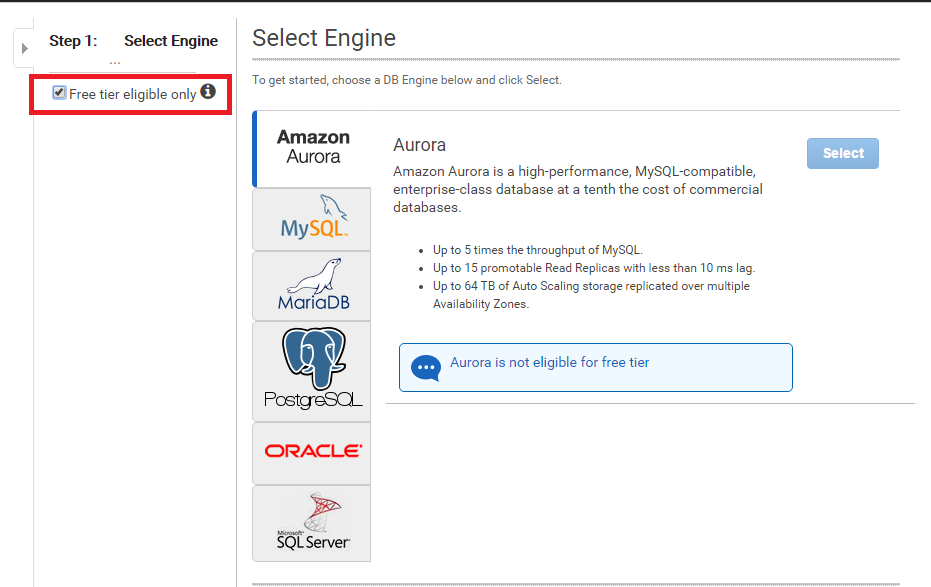 Step 1: Select Engine
...
Free tier eligible only
Select Engine
To get started, choose a DB Engine below and click Select.
Amazon
Aurora
MySQL
MariaDB
PostgreSQL
ORACLE
Microsoft
SQL Server
Aurora
Select
Amazon Aurora is a high-performance, MySQL-compatible,
enterprise-class database at a tenth the cost of commercial
databases.
Up to 5 times the throughput of MySQL.
Up to 15 promotable Read Replicas with less than 10 ms lag.
Up to 64 TB of Auto Scaling storage replicated over multiple
Availability Zones.
Aurora is not eligible for free tier